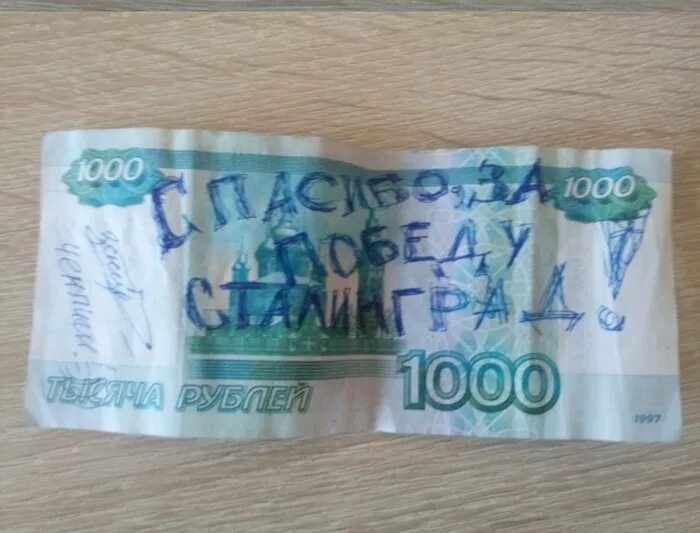 1000
1000
СПАСИБО, ЗА
ПОБЕДУ
СТАЛИНГРАД!
1000
ТЫСЯЧА РУБЛЕЙ
1997